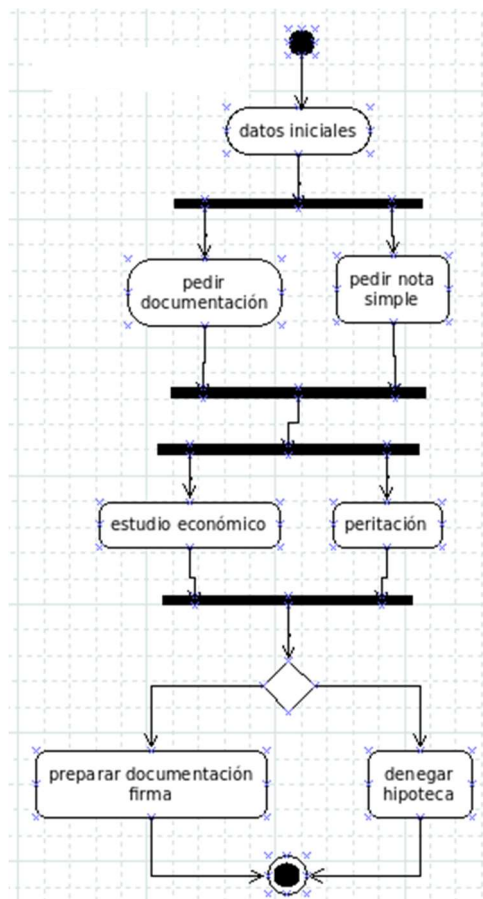 datos iniciales
pedir
documentación
pedir nota
simple
estudio económico
peritación
preparar documentación
firma
denegar
hipoteca